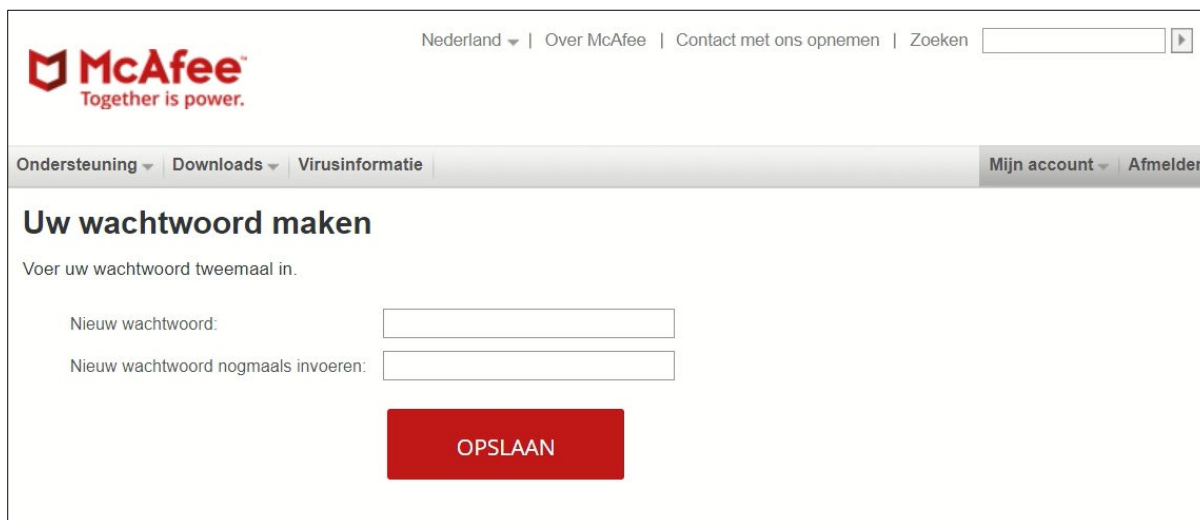 Nederland | Over McAfee | Contact met ons opnemen | Zoeken
McAfee™
Together is power.
Ondersteuning Downloads Virusinformatie Mijn account Afmelden
Uw wachtwoord maken
Voer uw wachtwoord tweemaal in.
Nieuw wachtwoord:
Nieuw wachtwoord nogmaals invoeren:
OPSLAAN